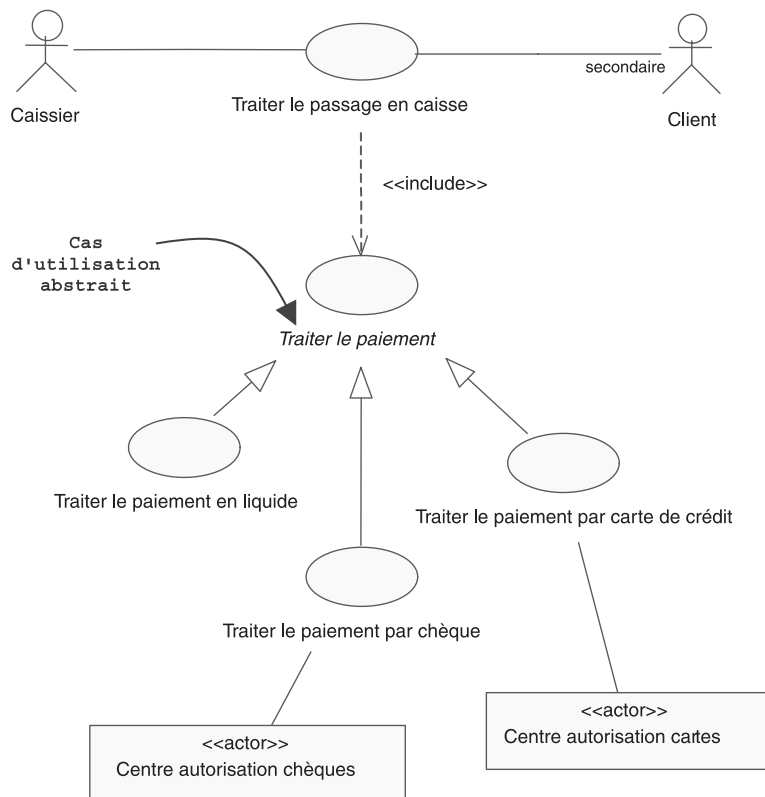 secondaire
Caissier
Traiter le passage en caisse
Client
<<include>>
Cas
d'utilisation
abstrait
Traiter le paiement
Traiter le paiement en liquide
Traiter le paiement par carte de crédit
Traiter le paiement par chèque
<<actor>>
Centre autorisation cartes
<<actor>>
Centre autorisation chèques